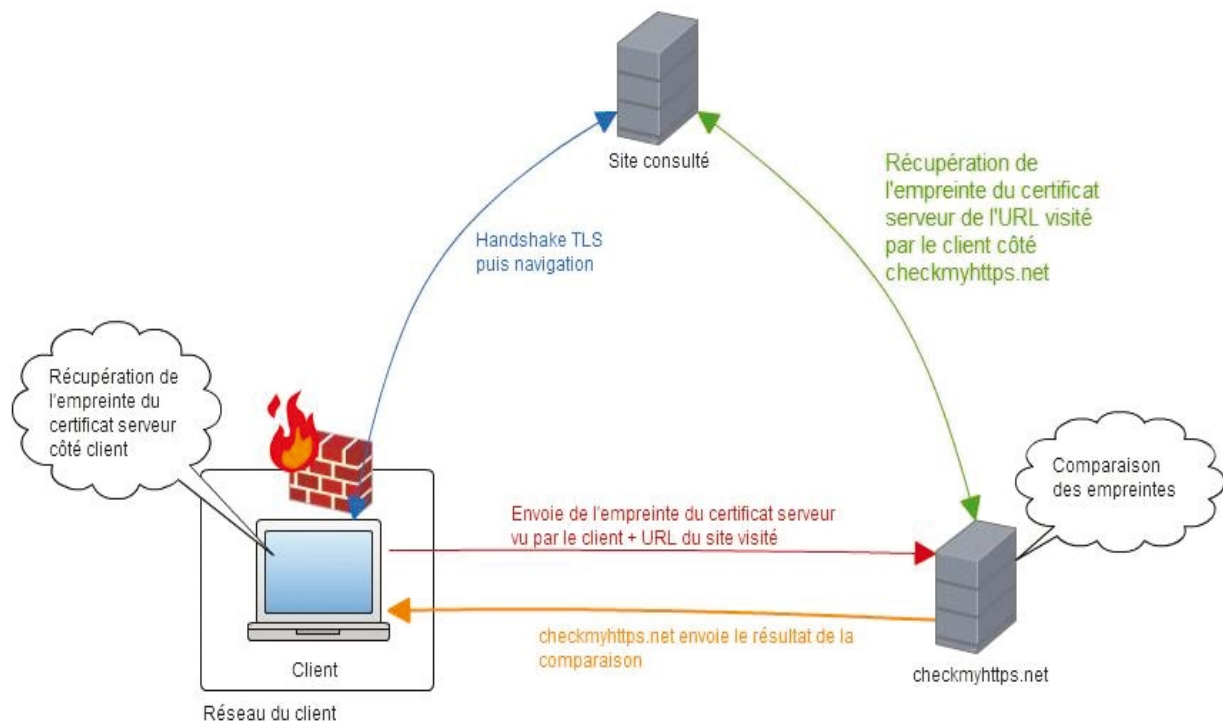 Site consulté
Récupération de
l'empreinte du certificat
serveur de l'URL visité
par le client côté
checkmyhttps.net
Handshake TLS
puis navigation
Récupération de
l'empreinte du
certificat serveur
côté client
Comparaison
des empreintes
Envoie de l'empreinte du certificat serveur
vu par le client + URL du site visité
checkmyhttps.net envoie le résultat de la
comparaison
Client
checkmyhttps.net
Réseau du client